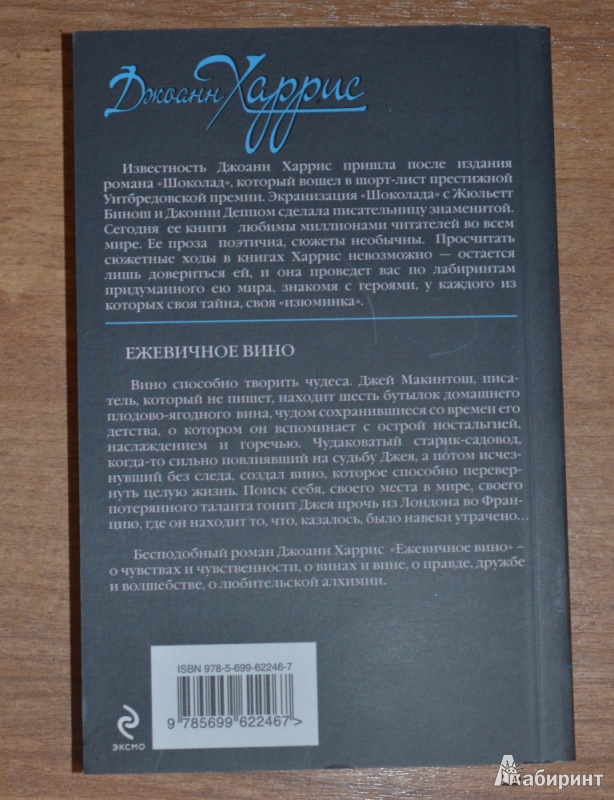 Джоанн Харрис
Известность Джоанн Харрис пришла после издания
романа «Шоколад», который вошел в шорт-лист престижной
Уитбредовской премии. Экранизация «Шоколада» с Жюльетт
Бинош и Джонни Деппом сделала писательницу знаменитой.
Сегодня ее книги любимы миллионами читателей во всем
мире. Ее проза поэтична, сюжеты необычны. Просчитать
сюжетные ходы в книгах Харрис невозможно — остается
лишь довериться ей, и она проведет вас по лабиринтам
придуманного ею мира, знакомя с героями, у каждого из
которых своя тайна, своя «изюминка».
ЕЖЕВИЧНОЕ ВИНО
Вино способно творить чудеса. Джей Макинтош, писа-
тель, который не пишет, находит шесть бутылок домашнего
плодово-ягодного вина, чудом сохранившиеся со времен его
детства, о котором он вспоминает с острой ностальгией,
наслаждением и горечью. Чудаковатый старик-садовод,
когда-то сильно повлиявший на судьбу Джея, а потом исчез-
нувший без следа, создал вино, которое способно перевер-
нуть целую жизнь. Поиск себя, своего места в мире, своего
потерянного таланта гонит Джея прочь из Лондона во Фран-
цию, где он находит то, что, казалось, было навеки утрачено...
Бесподобный роман Джоанн Харрис «Ежевичное вино» –
о чувствах и чувственности, о винах и вине, о правде, дружбе
и волшебстве, о любительской алхимии.
ISBN 978-5-699-62246-7
9 785699 622467 >
ЭКСМО
Лабиринт